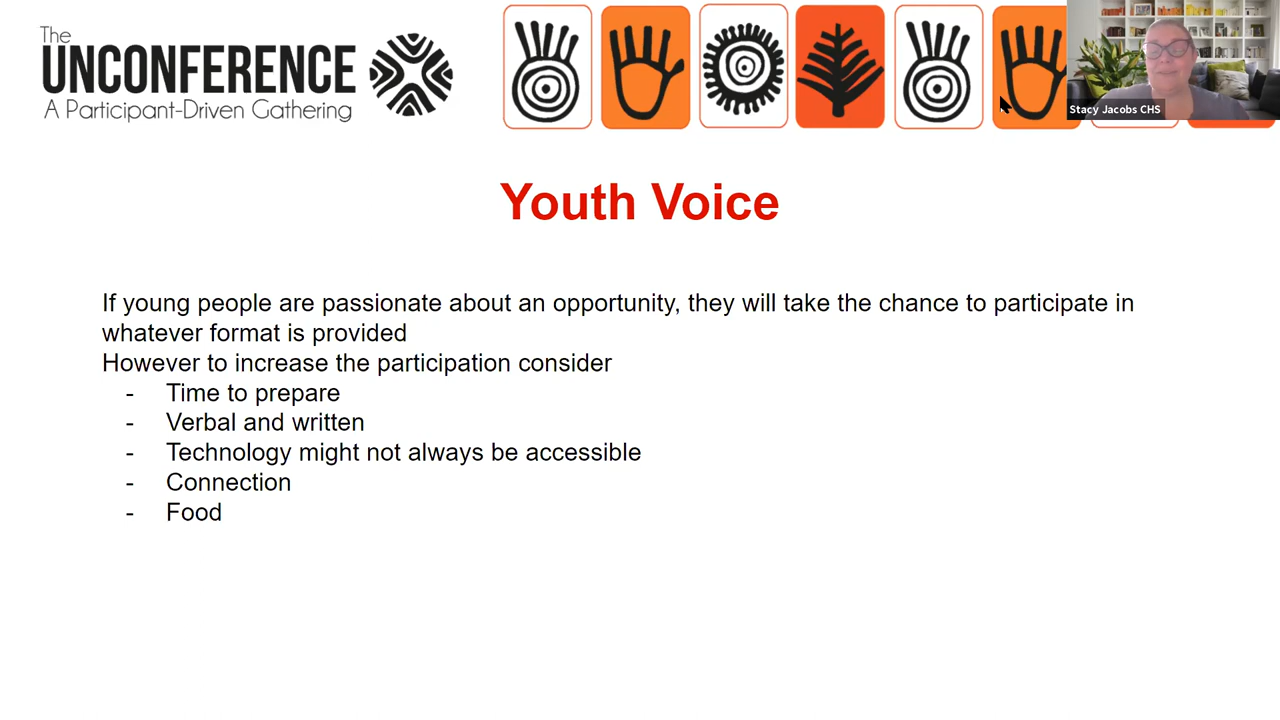 The
UNCONFERENCE
A Participant-Driven Gathering
Stacy Jacobs CHS
Youth Voice
If young people are passionate about an opportunity, they will take the chance to participate in
whatever format is provided
However to increase the participation consider
- Time to prepare
- Verbal and written
- Technology might not always be accessible
- Connection
- Food